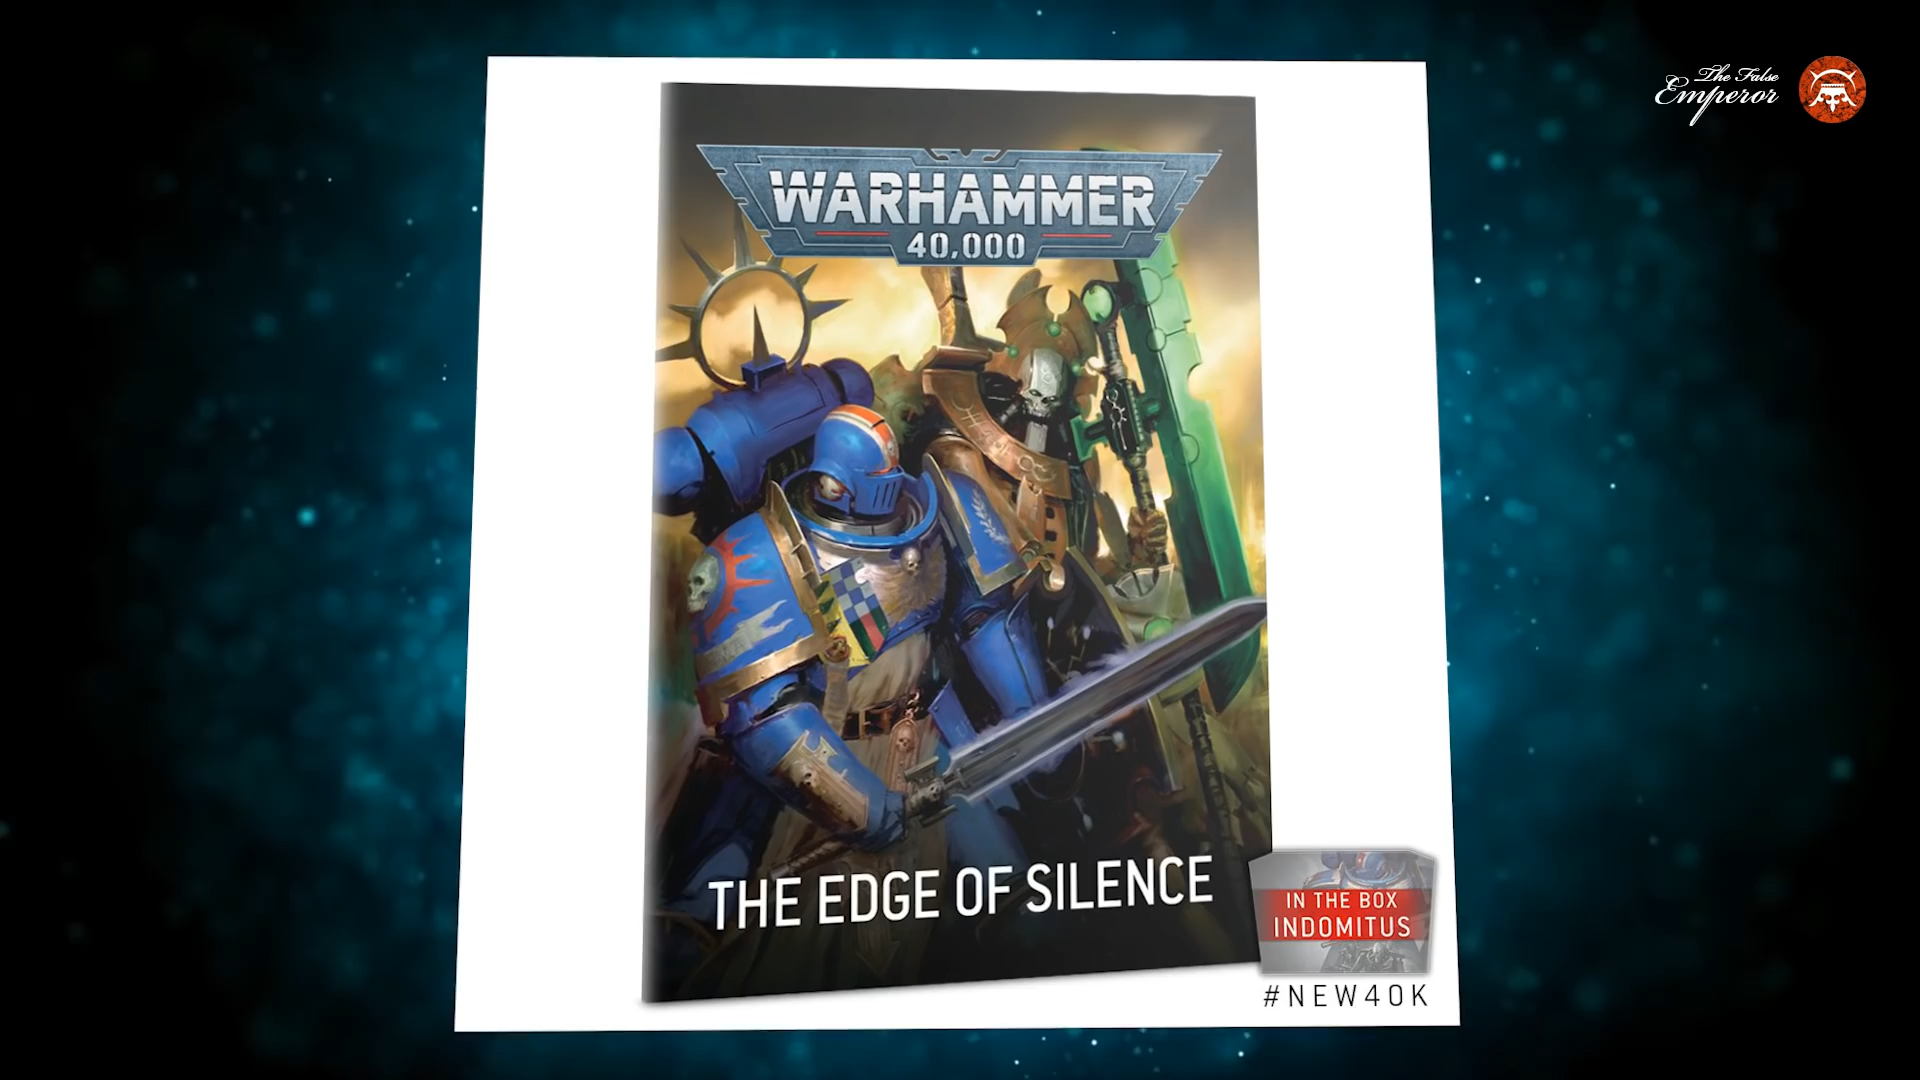 The False
Emperor
WARHAMMER
40,000
THE EDGE OF SILENCE
IN THE BOX
INDOMITUS
#NEW40K